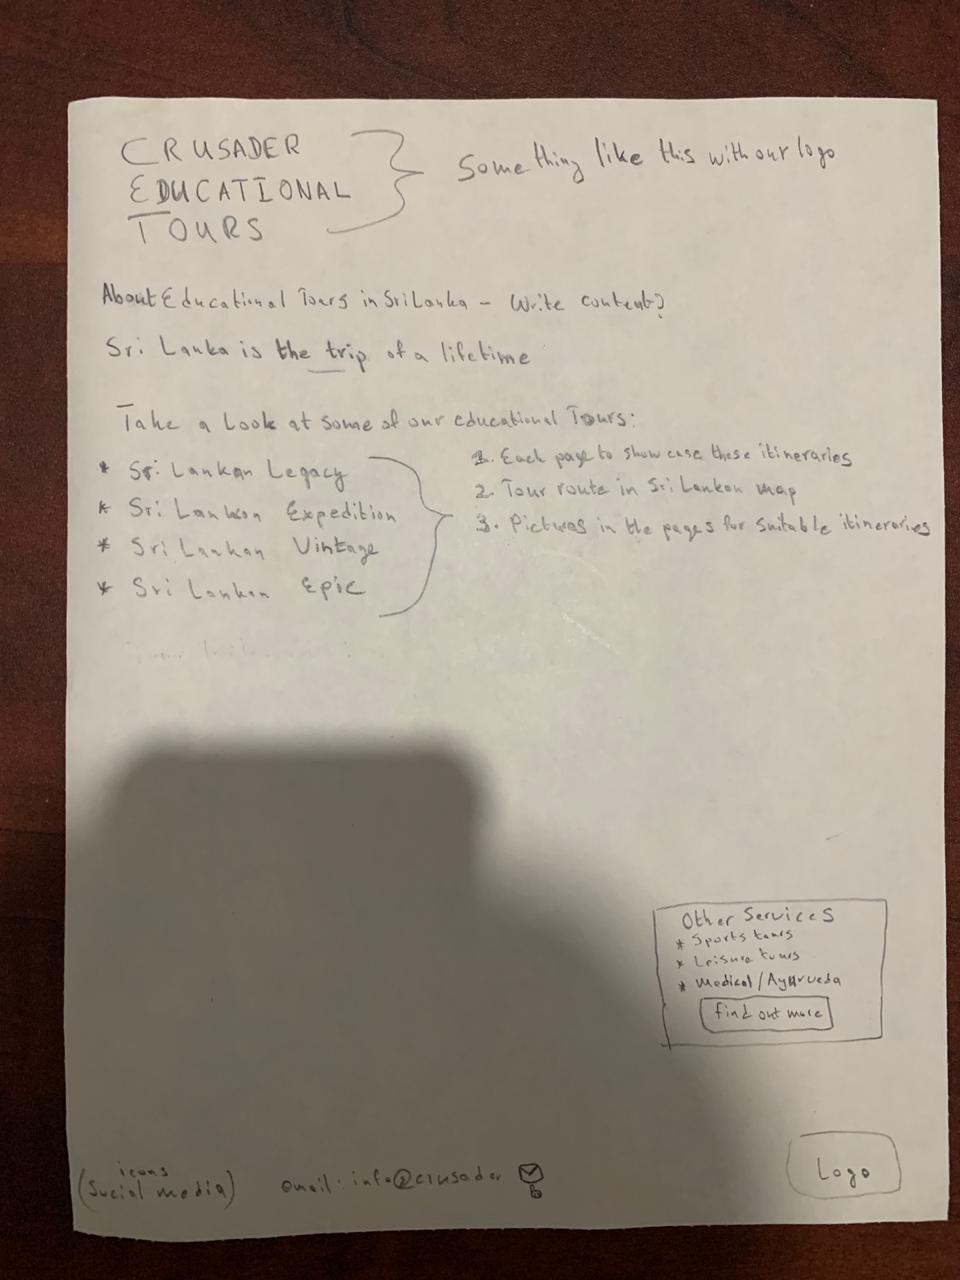 CRUSADER
EDUCATIONAL
TOURS
Something like this with our logo
About Educational Tours in Sri Lanka - Write content?
Sri Lanka is the trip of a lifetime
Take a look at some of our educational Tours:
* Sri Lankan Legacy
* Sri Lankan Expedition
* Sri Lankan Vintage
* Sri Lankan Epic
1. Each page to show case these itineraries
2. Tour route in Sri Lankan map
3. Pictures in the pages for suitable itineraries
Other Services
* Sports tours
* Leisure tours
* Medical/Ayurveda
find out more
icons
(Social media)
email: info@crusader
Logo